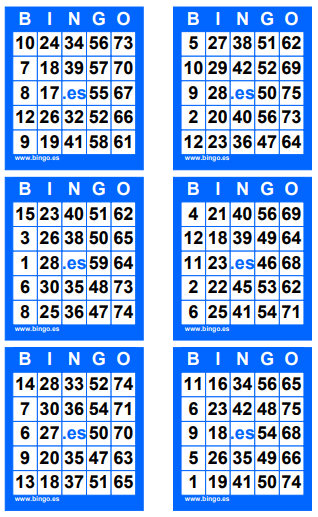 B I N G O
10 24 34 56 73
7 18 39 57 70
8 17 .es 55 67
12 26 32 52 66
9 19 41 58 61
www.bingo.es
B I N G O
5 27 38 51 62
10 29 42 52 69
9 28 .es 50 75
2 20 40 56 73
12 23 36 47 64
www.bingo.es
B I N G O
15 23 40 51 62
3 26 38 50 65
1 28 .es 59 64
6 30 35 48 73
8 25 36 47 74
www.bingo.es
B I N G O
4 21 40 56 69
12 18 39 49 64
11 23 .es 46 68
2 22 45 53 62
6 25 41 54 71
www.bingo.es
B I N G O
14 28 33 52 74
7 30 36 54 71
6 27 .es 50 70
9 20 35 47 63
13 18 37 51 65
www.bingo.es
B I N G O
11 16 34 56 65
6 23 42 48 75
9 18 .es 54 68
5 26 35 49 66
1 19 41 50 74
www.bingo.es